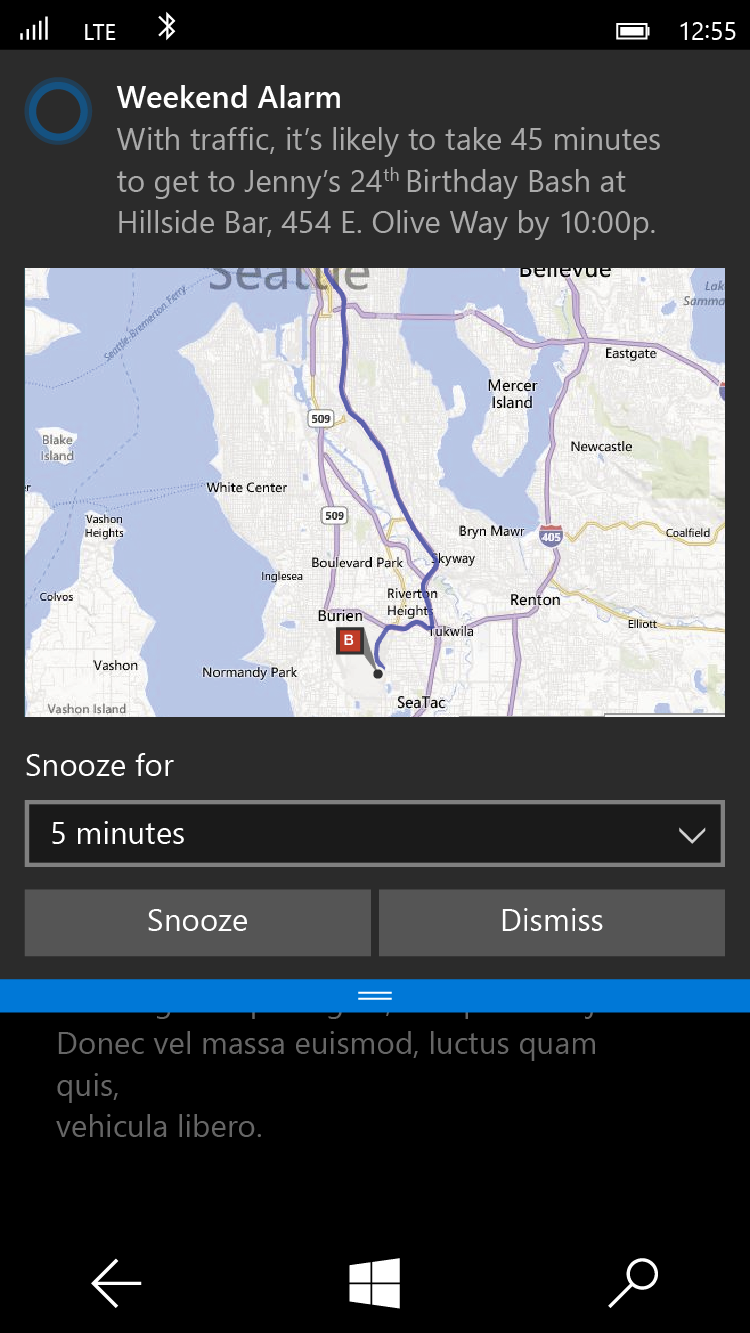 LTE 12:55
Weekend Alarm
With traffic, it's likely to take 45 minutes
to get to Jenny's 24th Birthday Bash at
Hillside Bar, 454 E. Olive Way by 10:00p.
Seattle
Bellevue
Seattle-Bremerton Ferry
Eastgate
Mercer
Island
509
Newcastle
Blake
Island
White Center
509
Vashon
Heights
Bryn Mawr
405
Coalfield
Skyway
Boulevard Park
Inglesea
Riverton
Heights
Colvos
Renton
Burien
Elliott
Tukwila
B
Vashon
Normandy Park
SeaTac
Vashon Island
Snooze for
5 minutes
Snooze Dismiss
Donec vel massa euismod, luctus quam
quis,
vehicula libero.